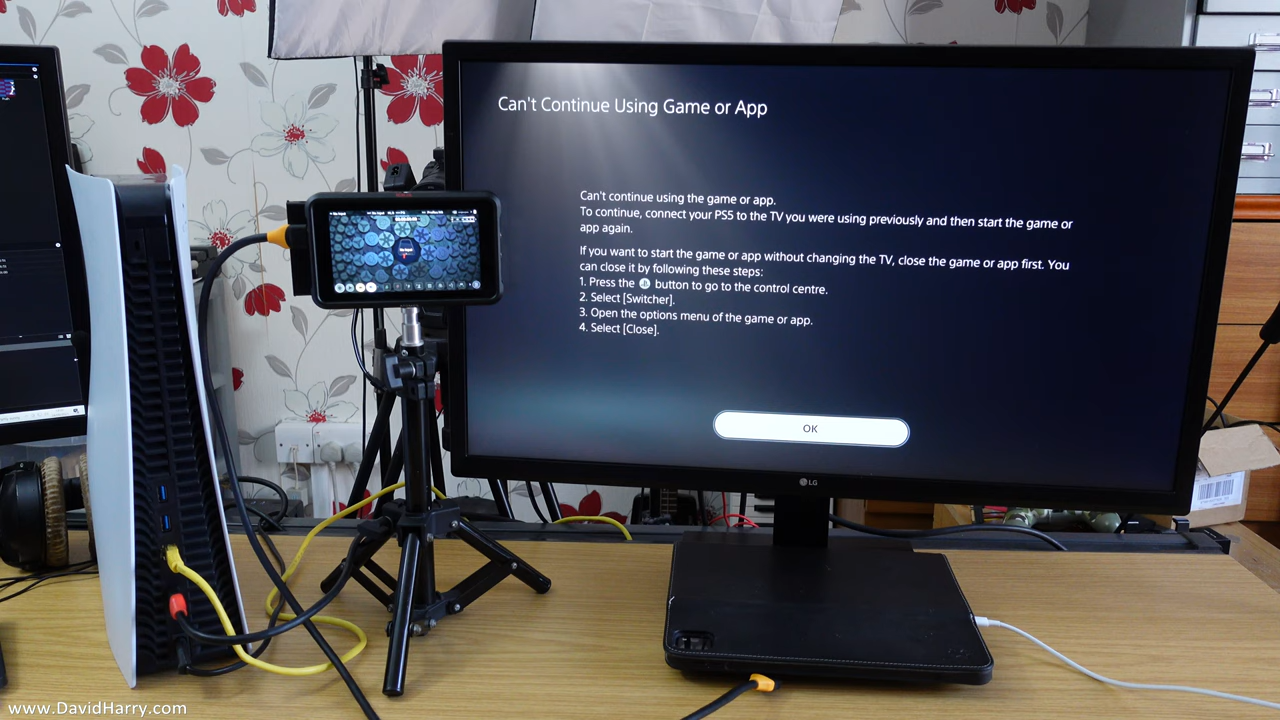 Can't Continue Using Game or App
Can't continue using the game or app.
To continue, connect your PS5 to the TV you were using previously and then start the game or
app again.
If you want to start the game or app without changing the TV, close the game or app first. You
can close it by following these steps:
1. Press the button to go to the control centre.
2. Select [Switcher].
3. Open the options menu of the game or app.
4. Select [Close].
OK
LG
www.DavidHarry.com